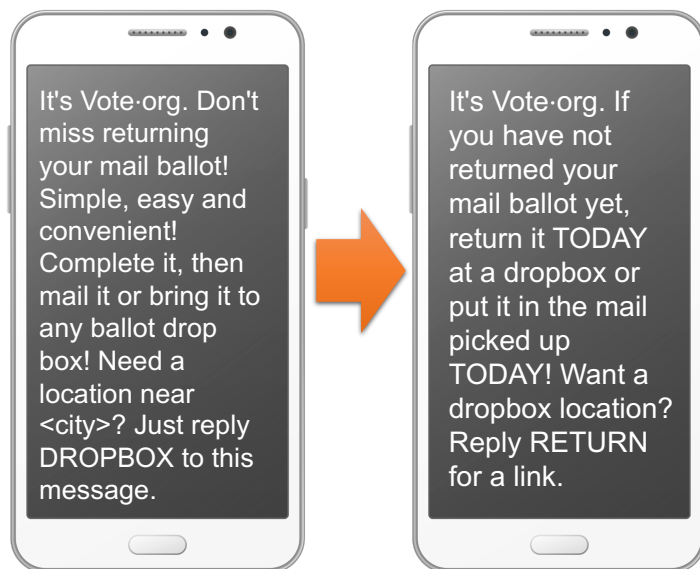 It's Vote·org. Don't
miss returning
your mail ballot!
Simple, easy and
convenient!
Complete it, then
mail it or bring it to
any ballot drop
box! Need a
location near
<city>? Just reply
DROPBOX to this
message.
It's Vote·org. If
you have not
returned your
mail ballot yet,
return it TODAY
at a dropbox or
put it in the mail
picked up
TODAY! Want a
dropbox location?
Reply RETURN
for a link.